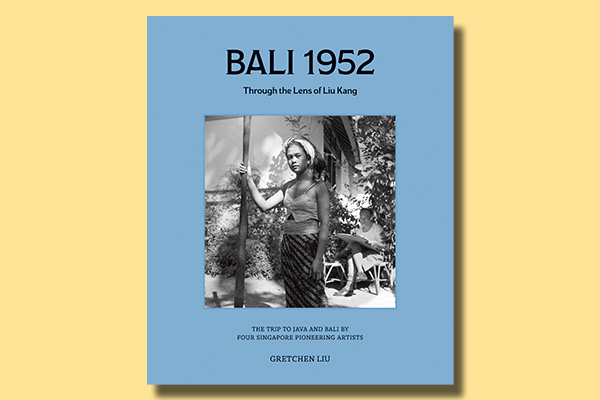 BALI 1952
Through the Lens of Liu Kang
THE TRIP TO JAVA AND BALI BY
FOUR SINGAPORE PIONEERING ARTISTS
GRETCHEN LIU